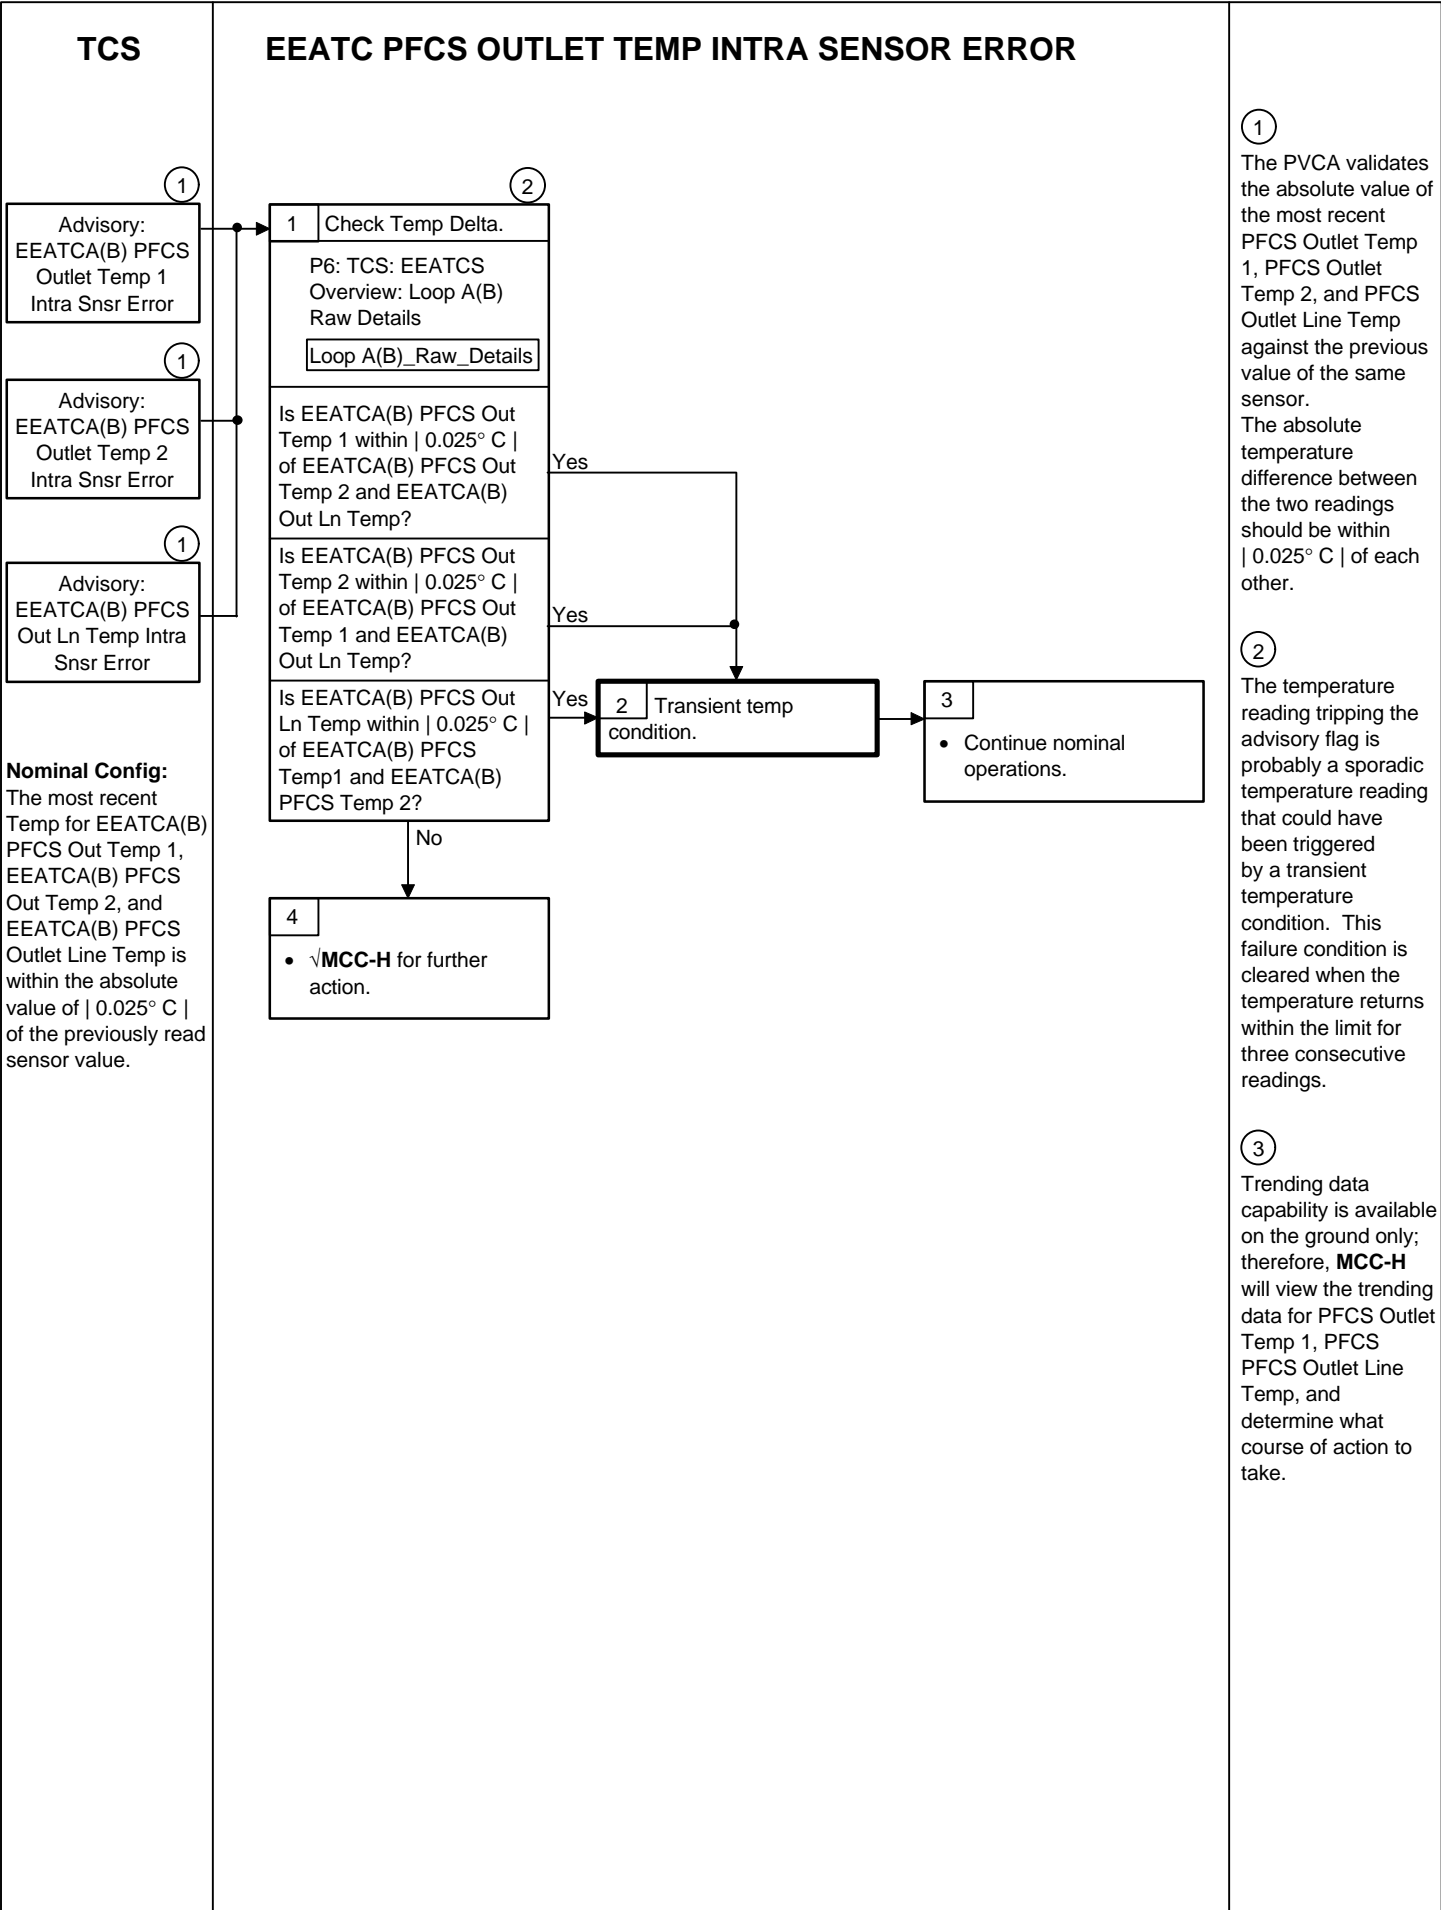 TCS
EEATC PFCS OUTLET TEMP INTRA SENSOR ERROR
1
Advisory:
EEATCA(B) PFCS
Outlet Temp 1
Intra Snsr Error
1
Advisory:
EEATCA(B) PFCS
Outlet Temp 2
Intra Snsr Error
1
Advisory:
EEATCA(B) PFCS
Out Ln Temp Intra
Snsr Error
Nominal Config:
The most recent
Temp for EEATCA(B)
PFCS Out Temp 1,
EEATCA(B) PFCS
Out Temp 2, and
EEATCA(B) PFCS
Outlet Line Temp is
within the absolute
value of | 0.025° C |
of the previously read
sensor value.
2
1 Check Temp Delta.
P6: TCS: EEATCS
Overview: Loop A(B)
Raw Details
Loop A(B)_Raw_Details
Is EEATCA(B) PFCS Out
Temp 1 within | 0.025° C |
of EEATCA(B) PFCS Out
Temp 2 and EEATCA(B)
Out Ln Temp?
Yes
Is EEATCA(B) PFCS Out
Temp 2 within | 0.025° C |
of EEATCA(B) PFCS Out
Temp 1 and EEATCA(B)
Out Ln Temp?
Yes
Is EEATCA(B) PFCS Out
Ln Temp within | 0.025° C |
of EEATCA(B) PFCS
Temp1 and EEATCA(B)
PFCS Temp 2?
Yes
No
2 Transient temp
condition.
3
• Continue nominal
operations.
4
• √MCC-H for further
action.
1
The PVCA validates
the absolute value of
the most recent
PFCS Outlet Temp
1, PFCS Outlet
Temp 2, and PFCS
Outlet Line Temp
against the previous
value of the same
sensor.
The absolute
temperature
difference between
the two readings
should be within
| 0.025° C | of each
other.
2
The temperature
reading tripping the
advisory flag is
probably a sporadic
temperature reading
that could have
been triggered
by a transient
temperature
condition. This
failure condition is
cleared when the
temperature returns
within the limit for
three consecutive
readings.
3
Trending data
capability is available
on the ground only;
therefore, MCC-H
will view the trending
data for PFCS Outlet
Temp 1, PFCS
PFCS Outlet Line
Temp, and
determine what
course of action to
take.